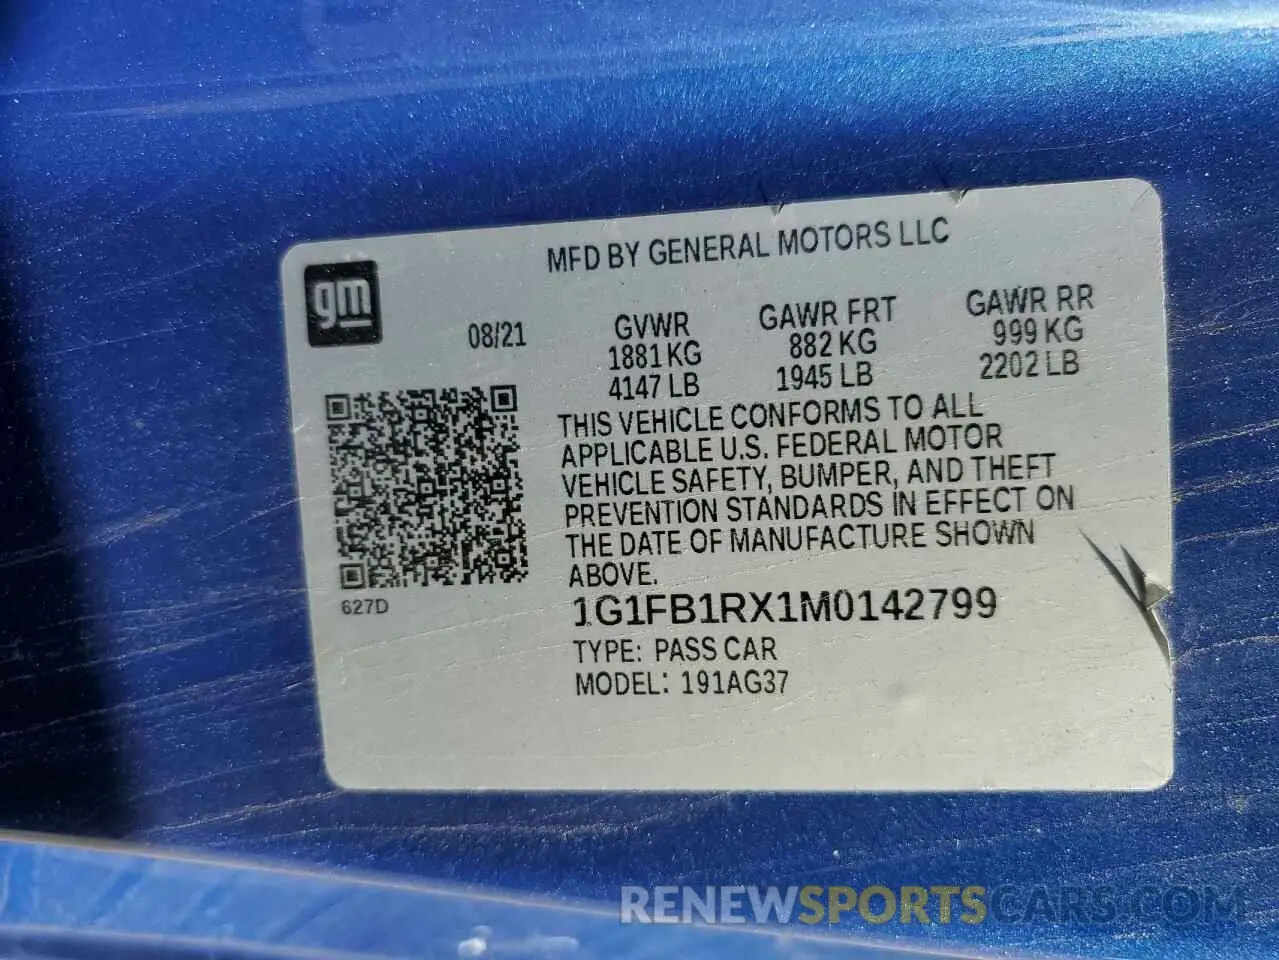 MFD BY GENERAL MOTORS LLC
gm
08/21
GVWR
1881 KG
4147 LB
GAWR FRT
882 KG
1945 LB
GAWR RR
999 KG
2202 LB
THIS VEHICLE CONFORMS TO ALL
APPLICABLE U.S. FEDERAL MOTOR
VEHICLE SAFETY, BUMPER, AND THEFT
PREVENTION STANDARDS IN EFFECT ON
THE DATE OF MANUFACTURE SHOWN
ABOVE.
627D
1G1FB1RX1M0142799
TYPE: PASS CAR
MODEL: 191AG37
RENEWSPORTSCARS.COM